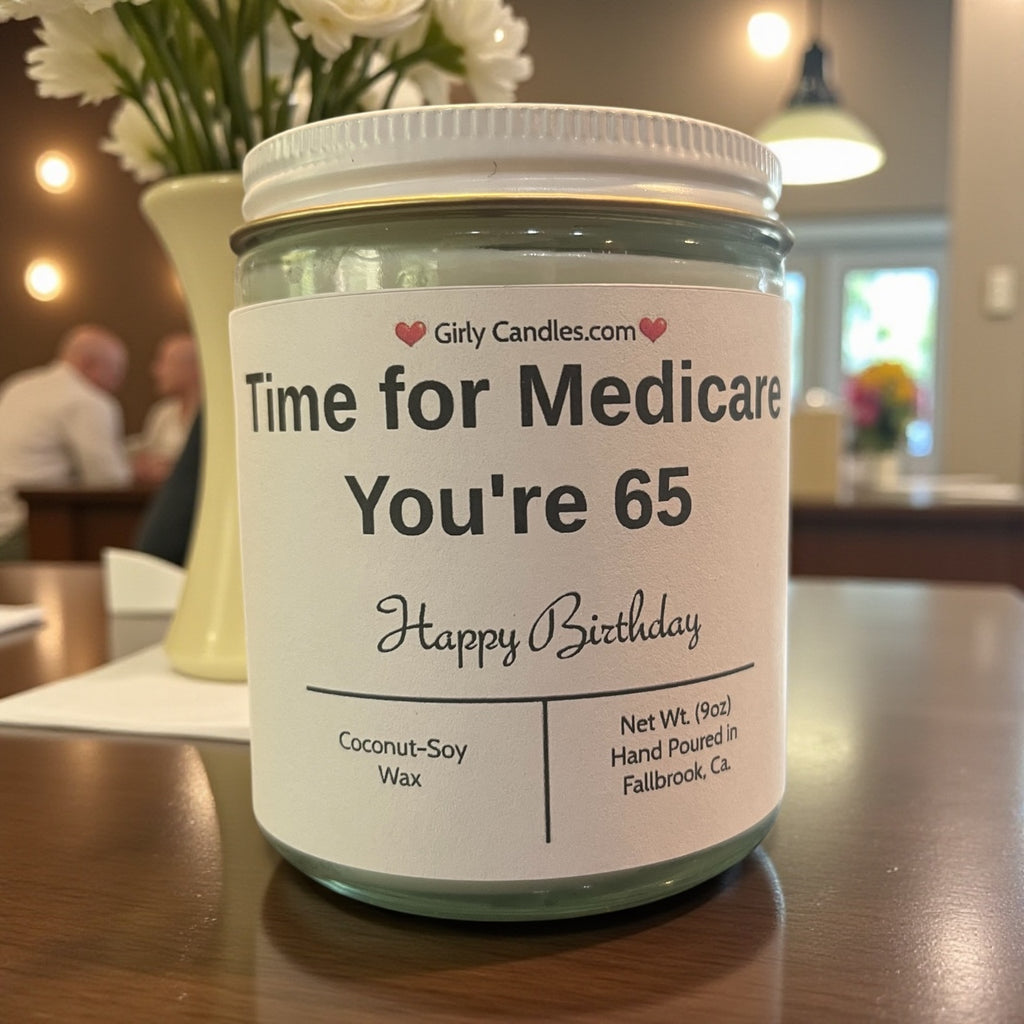 Girly Candles.com
Time for Medicare
You're 65
Happy Birthday
Coconut-Soy
Wax
Net Wt. (9oz)
Hand Poured in
Fallbrook, Ca.